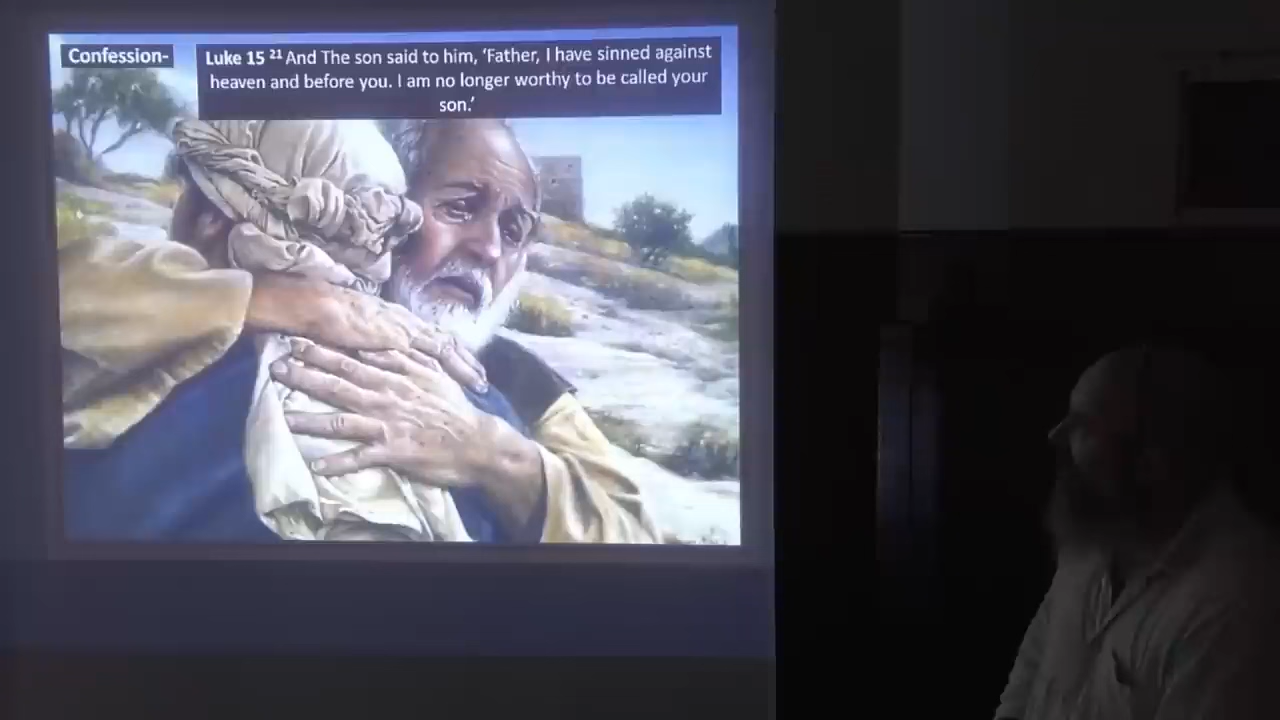 Confession-
Luke 15 21 And The son said to him, ‘Father, I have sinned against
heaven and before you. I am no longer worthy to be called your
son.’